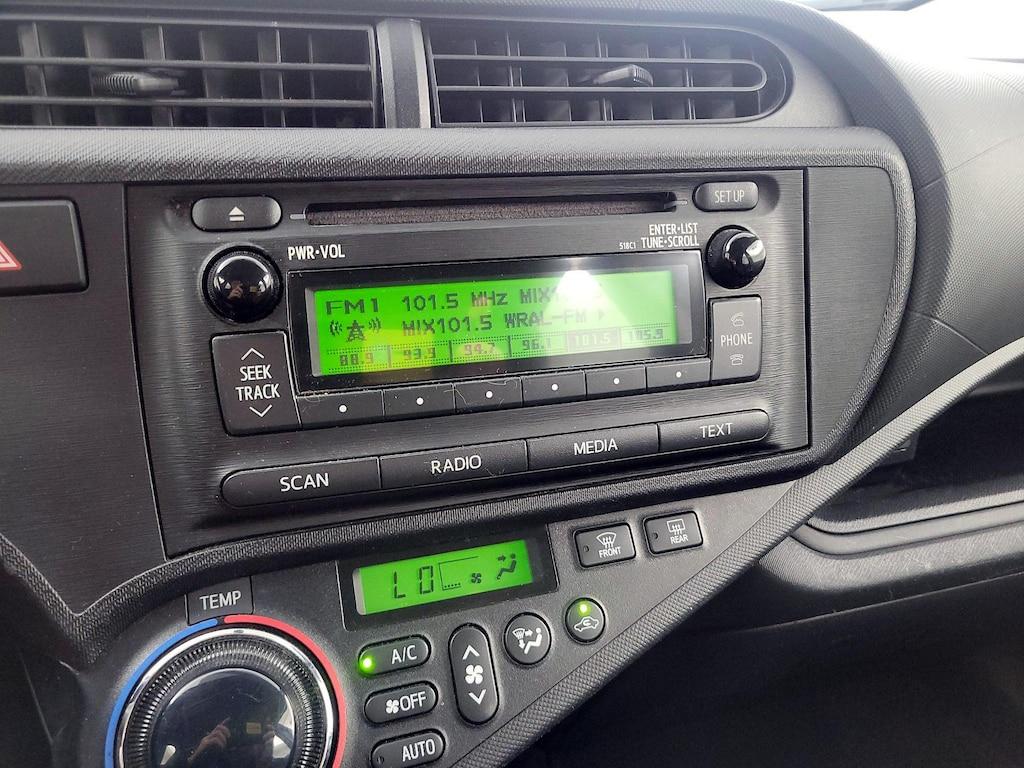 SET UP
PWR•VOL
ENTER•LIST
518C1 TUNE•SCROLL
FM1 101.5 MHz
MIX101.5 WRAL-FM
88.9 93.9 94.7 96.1 101.5 105.9
SEEK
TRACK
PHONE
SCAN RADIO MEDIA TEXT
FRONT REAR
LO
TEMP
A/C
OFF
AUTO